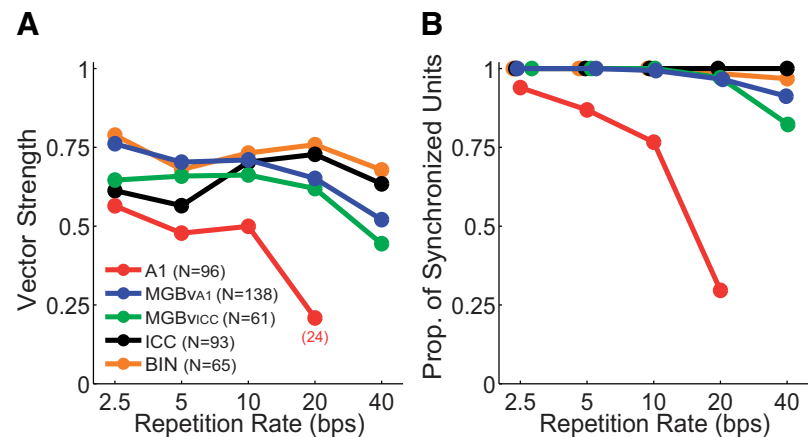 A
Vector Strength
1
0.75
0.5
0.25
0
A1 (N=96)
MGBvA1 (N=138)
MGBvICC (N=61)
ICC (N=93)
BIN (N=65)
(24)
2.5 5 10 20 40
Repetition Rate (bps)
B
Prop. of Synchronized Units
1
0.75
0.5
0.25
0
2.5 5 10 20 40
Repetition Rate (bps)